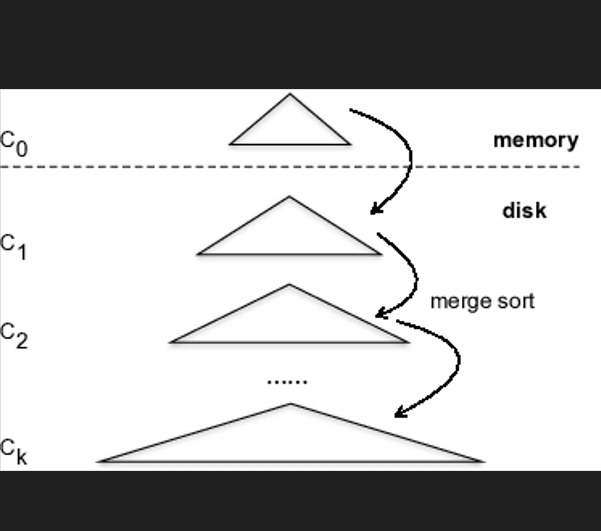 C0
memory
disk
C1
merge sort
C2
......
Ck